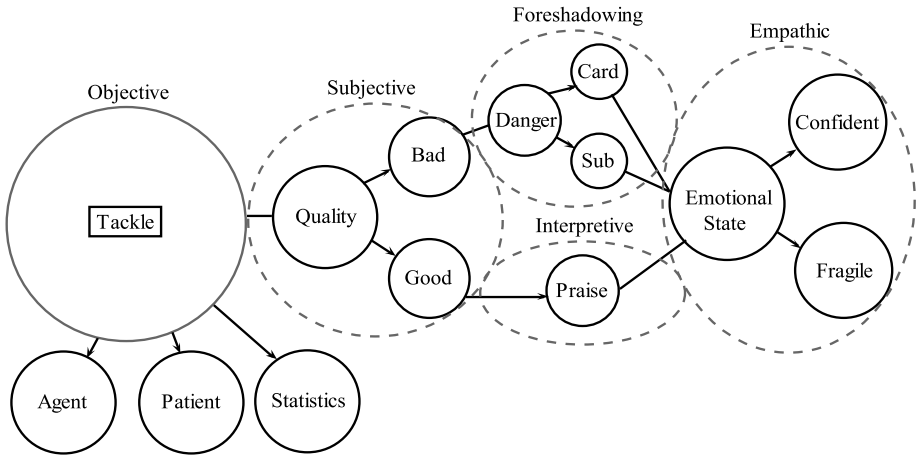 Foreshadowing
Empathic
Objective
Subjective
Card
Danger
Confident
Bad
Sub
Tackle
Quality
Emotional
State
Interpretive
Good
Praise
Fragile
Agent
Patient
Statistics